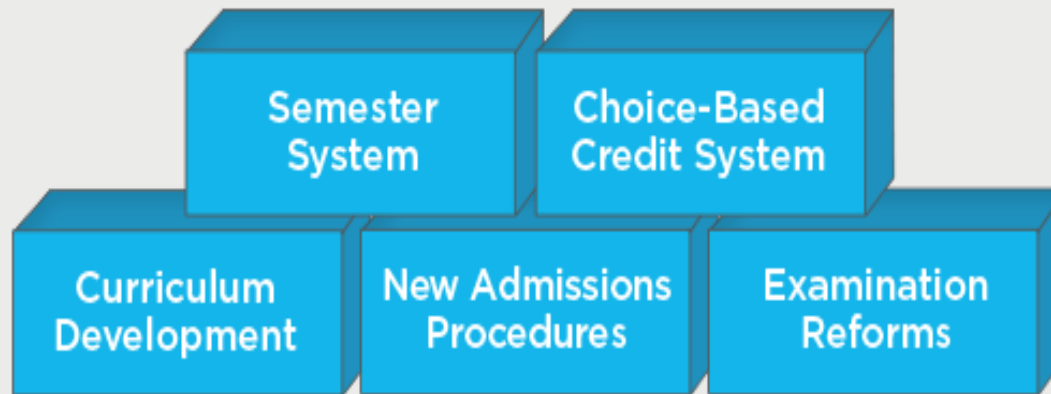 Semester
System
Choice-Based
Credit System
Curriculum
Development
New Admissions
Procedures
Examination
Reforms